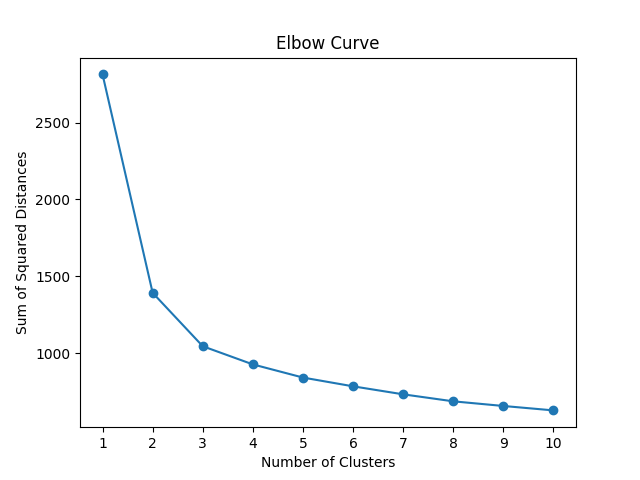 Elbow Curve
Sum of Squared Distances
2500
2000
1500
1000
1 2 3 4 5 6 7 8 9 10
Number of Clusters